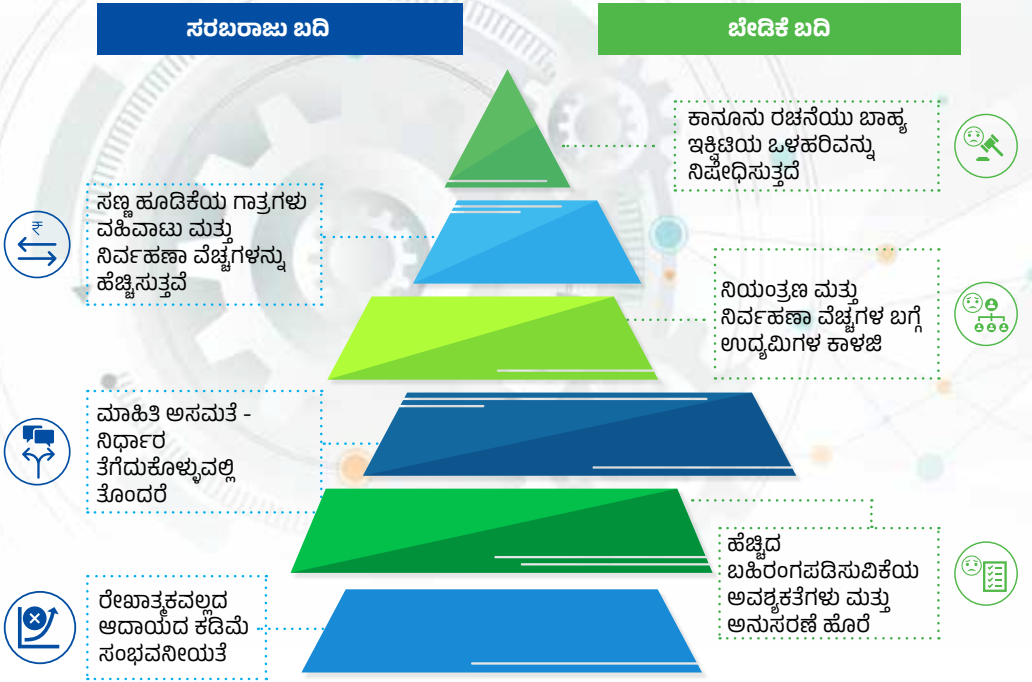 ಸರಬರಾಜು ಬದಿ
ಬೇಡಿಕೆ ಬದಿ
ಕಾನೂನು ರಚನೆಯು ಬಾಹ್ಯ
ಇಕ್ವಿಟಿಯ ಒಳಹರಿವನ್ನು
ನಿಷೇಧಿಸುತ್ತದೆ
ಸಣ್ಣ ಹೂಡಿಕೆಯ ಗಾತ್ರಗಳು
ವಹಿವಾಟು ಮತ್ತು
ನಿರ್ವಹಣಾ ವೆಚ್ಚಗಳನ್ನು
ಹೆಚ್ಚಿಸುತ್ತವೆ
₹
ನಿಯಂತ್ರಣ ಮತ್ತು
ನಿರ್ವಹಣಾ ವೆಚ್ಚಗಳ ಬಗ್ಗೆ
ಉದ್ಯಮಿಗಳ ಕಾಳಜಿ
ಮಾಹಿತಿ ಅಸಮತೆ -
ನಿರ್ಧಾರ
ತೆಗೆದುಕೊಳ್ಳುವಲ್ಲಿ
ತೊಂದರೆ
ಹೆಚ್ಚಿದ
ಬಹಿರಂಗಪಡಿಸುವಿಕೆಯ
ಅವಶ್ಯಕತೆಗಳು ಮತ್ತು
ಅನುಸರಣೆ ಹೊರೆ
ರೇಖಾತ್ಮಕವಲ್ಲದ
ಆದಾಯದ ಕಡಿಮೆ
ಸಂಭವನೀಯತೆ